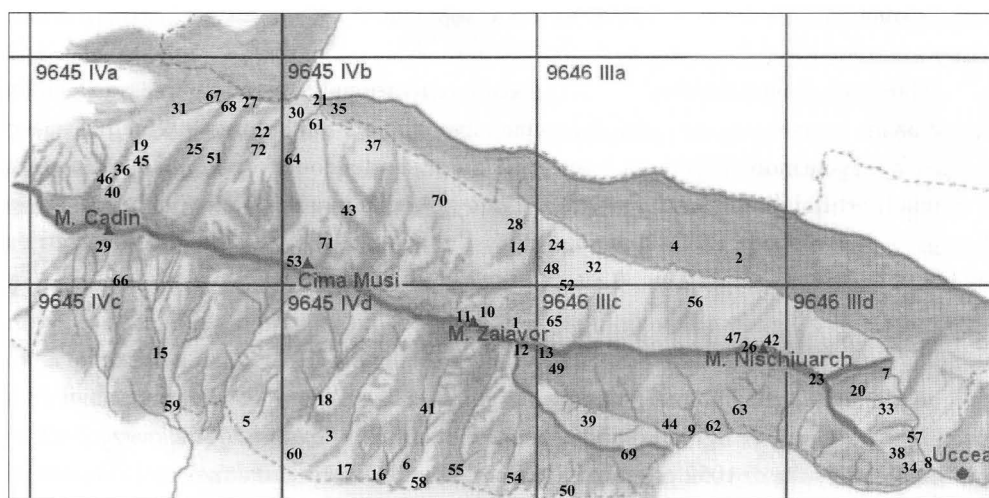 9645 IVa 9645 IVb 9646 IIIa
67 68 27 21 35
31 30
61
22
19 25 72 37
45 51 64
36
46
40 70
43
M. Cadin 28
29 71 14 24 4
2
53 48 32
Cima Musi
66 52
9645 IVc 9645 IVd 9646 IIIc 9646 IIId
56
11 10 1 65
M. Zaiavor 47 26 42
15 12 13 M. Nischiuarch
49 23 7
20
18
59 41 63 33
5 39 44 9 62
3 57
60 69 38 Uccea
17 16 6 58 55 54 34 8
50